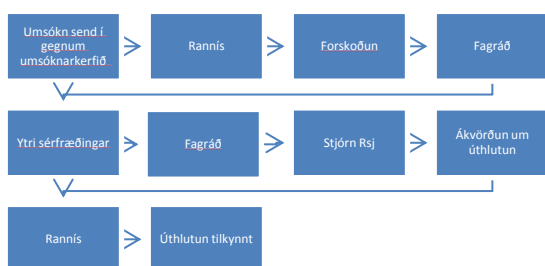 Umsókn send í
gegnum
umsóknarkerfið
Rannís
Forskoðun
Fagráð
Ytri sérfræðingar
Fagráð
Stjórn Rsj
Ákvörðun um
úthlutun
Rannís
Úthlutun tilkynnt